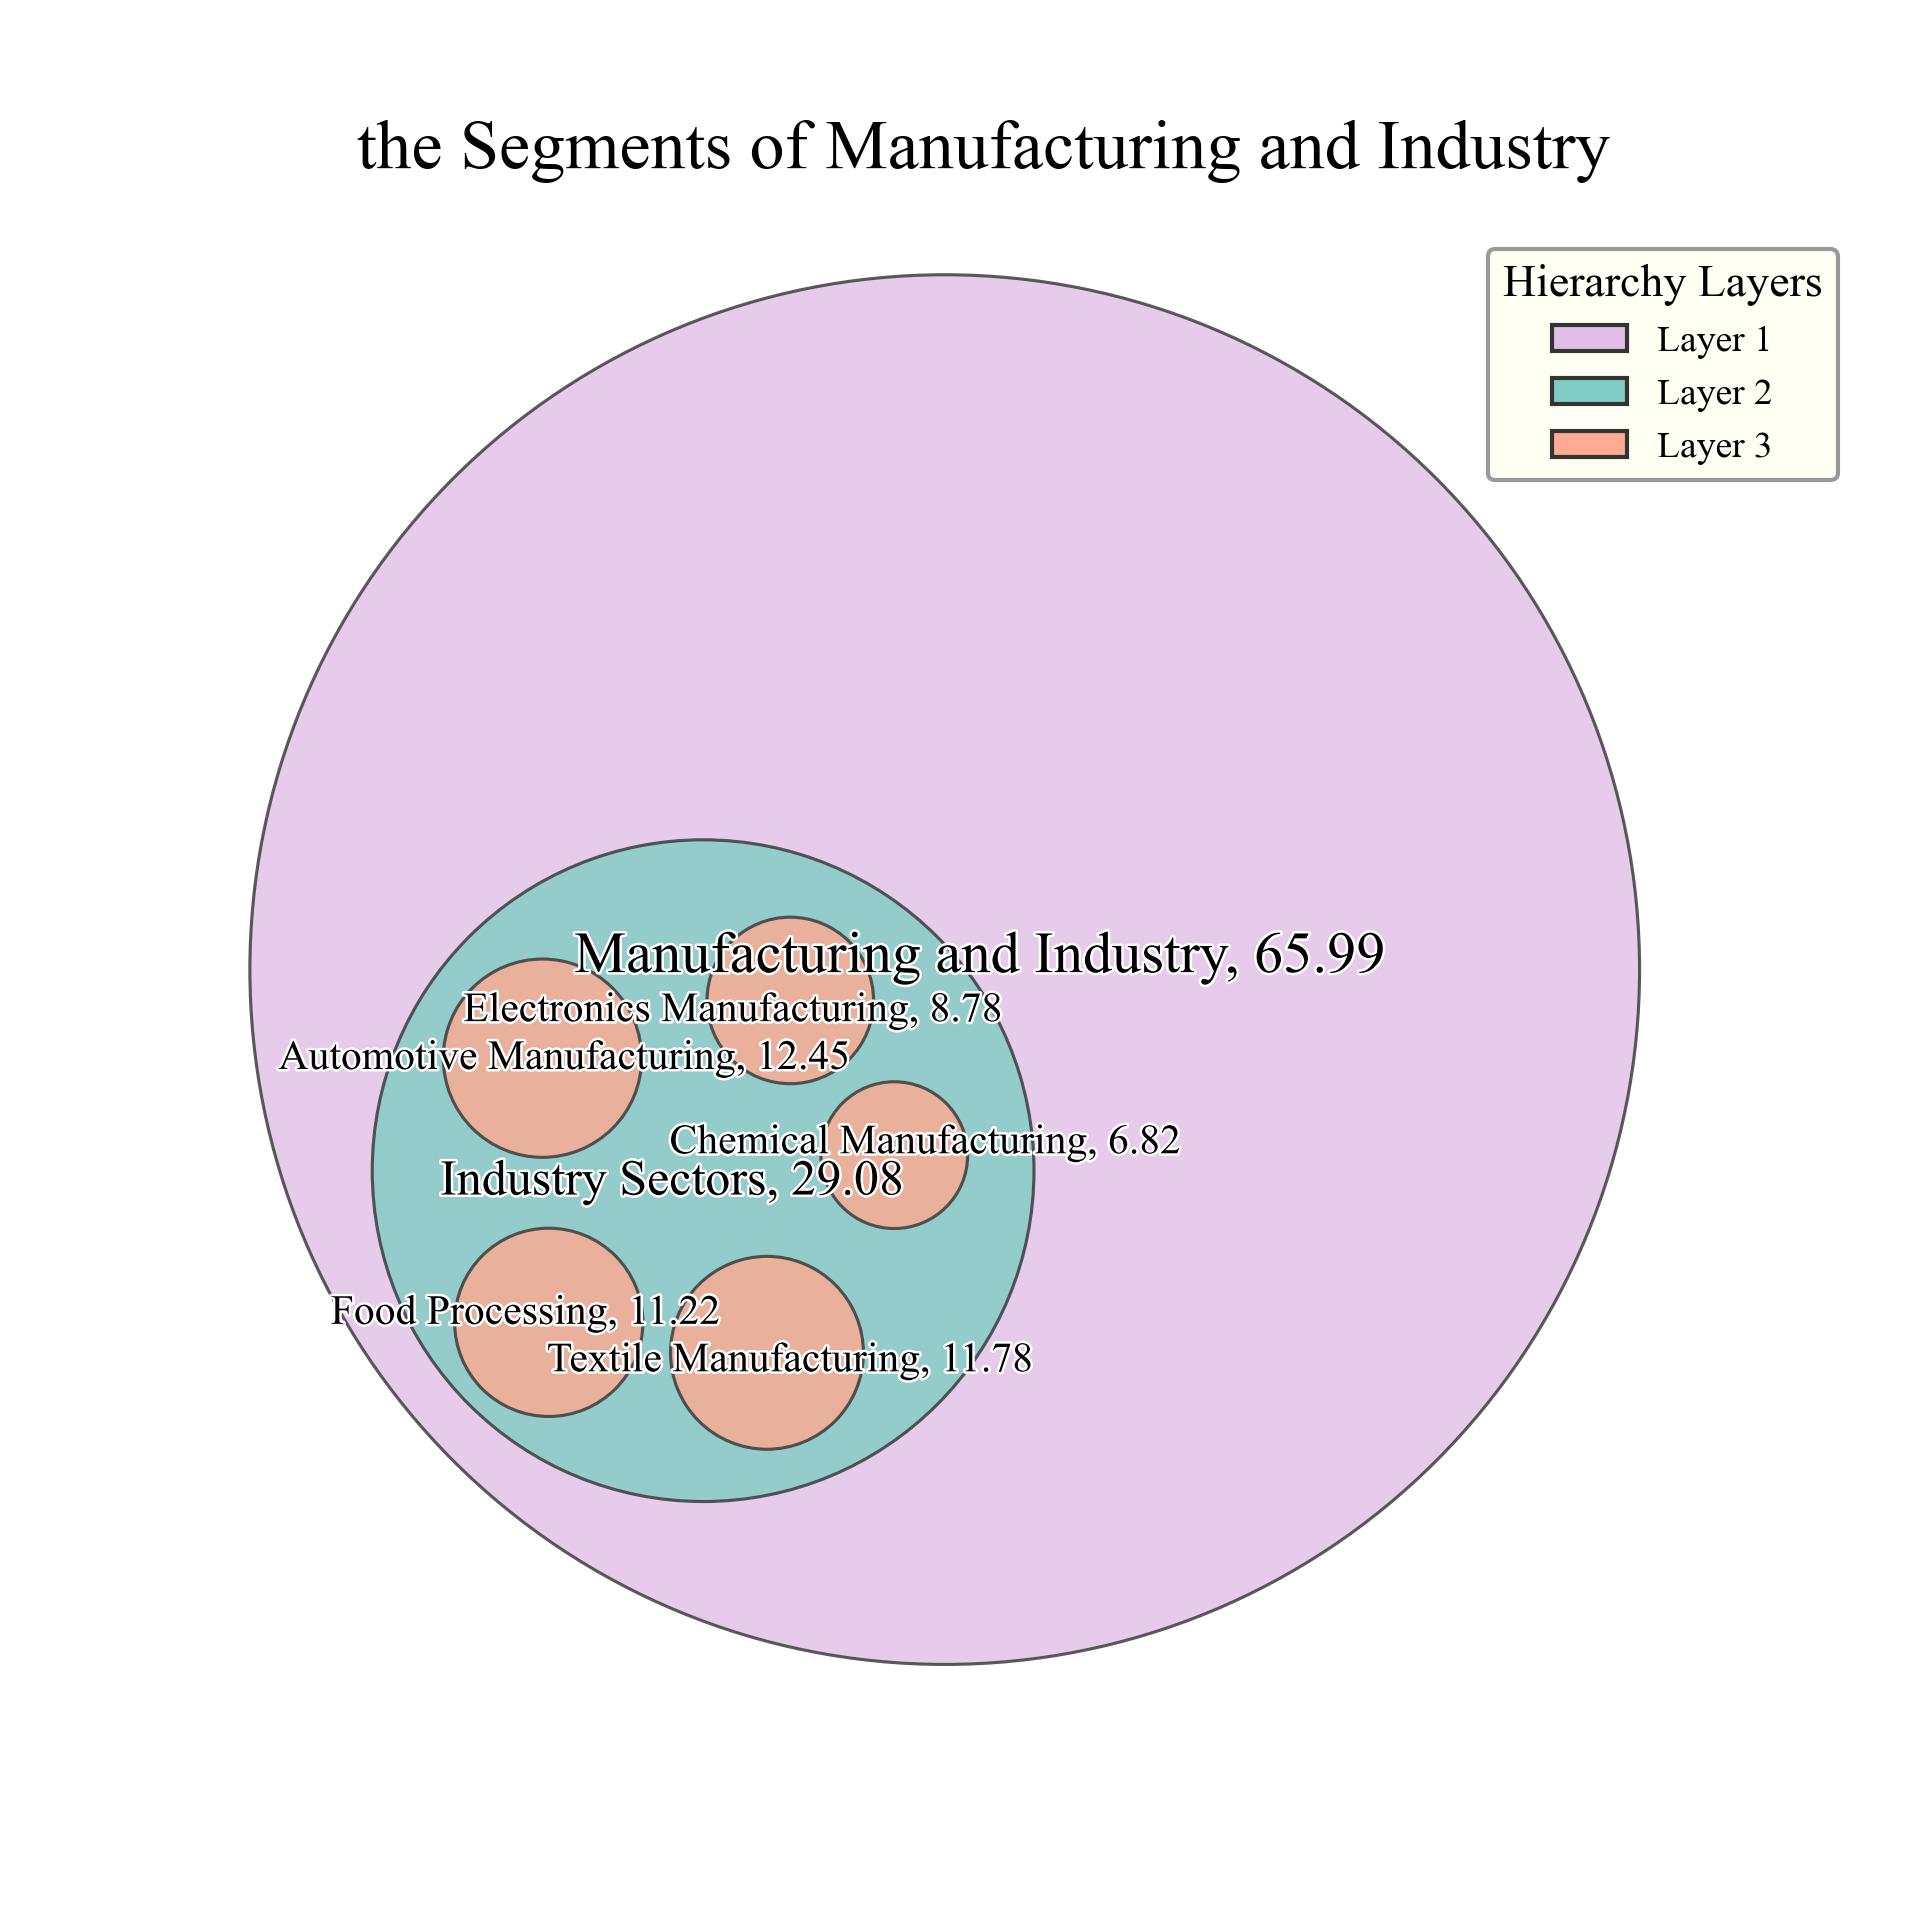 the Segments of Manufacturing and Industry
Hierarchy Layers
Layer 1
Layer 2
Layer 3
Manufacturing and Industry, 65.99
Electronics Manufacturing, 8.78
Automotive Manufacturing, 12.45
Chemical Manufacturing, 6.82
Industry Sectors, 29.08
Food Processing, 11.22
Textile Manufacturing, 11.78